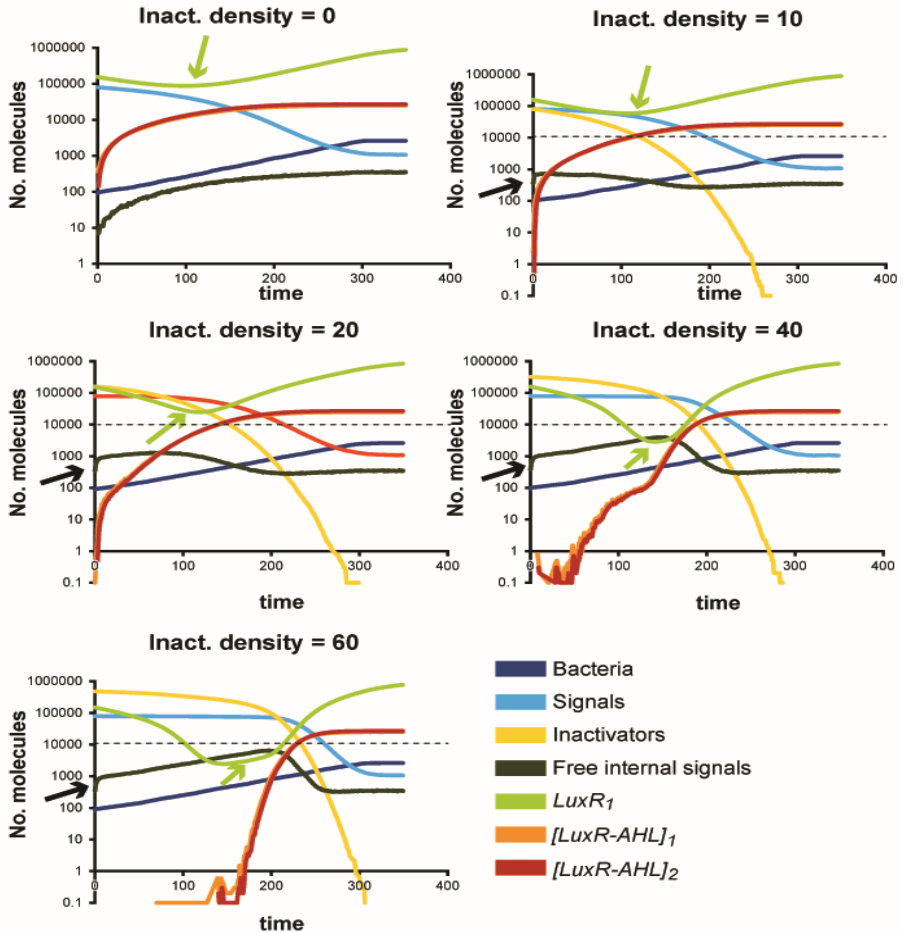 Inact. density = 0
No. molecules
1000000
100000
10000
1000
100
10
1
0 100 200 300 400
time
Inact. density = 10
No. molecules
1000000
100000
10000
1000
100
10
1
0.1
0 100 200 300 400
time
Inact. density = 20
No. molecules
1000000
100000
10000
1000
100
10
1
0.1
0 100 200 300 400
time
Inact. density = 40
No. molecules
1000000
100000
10000
1000
100
10
1
0.1
0 100 200 300 400
time
Inact. density = 60
No. molecules
1000000
100000
10000
1000
100
10
1
0.1
0 100 200 300 400
time
Bacteria
Signals
Inactivators
Free internal signals
LuxR1
[LuxR-AHL]1
[LuxR-AHL]2